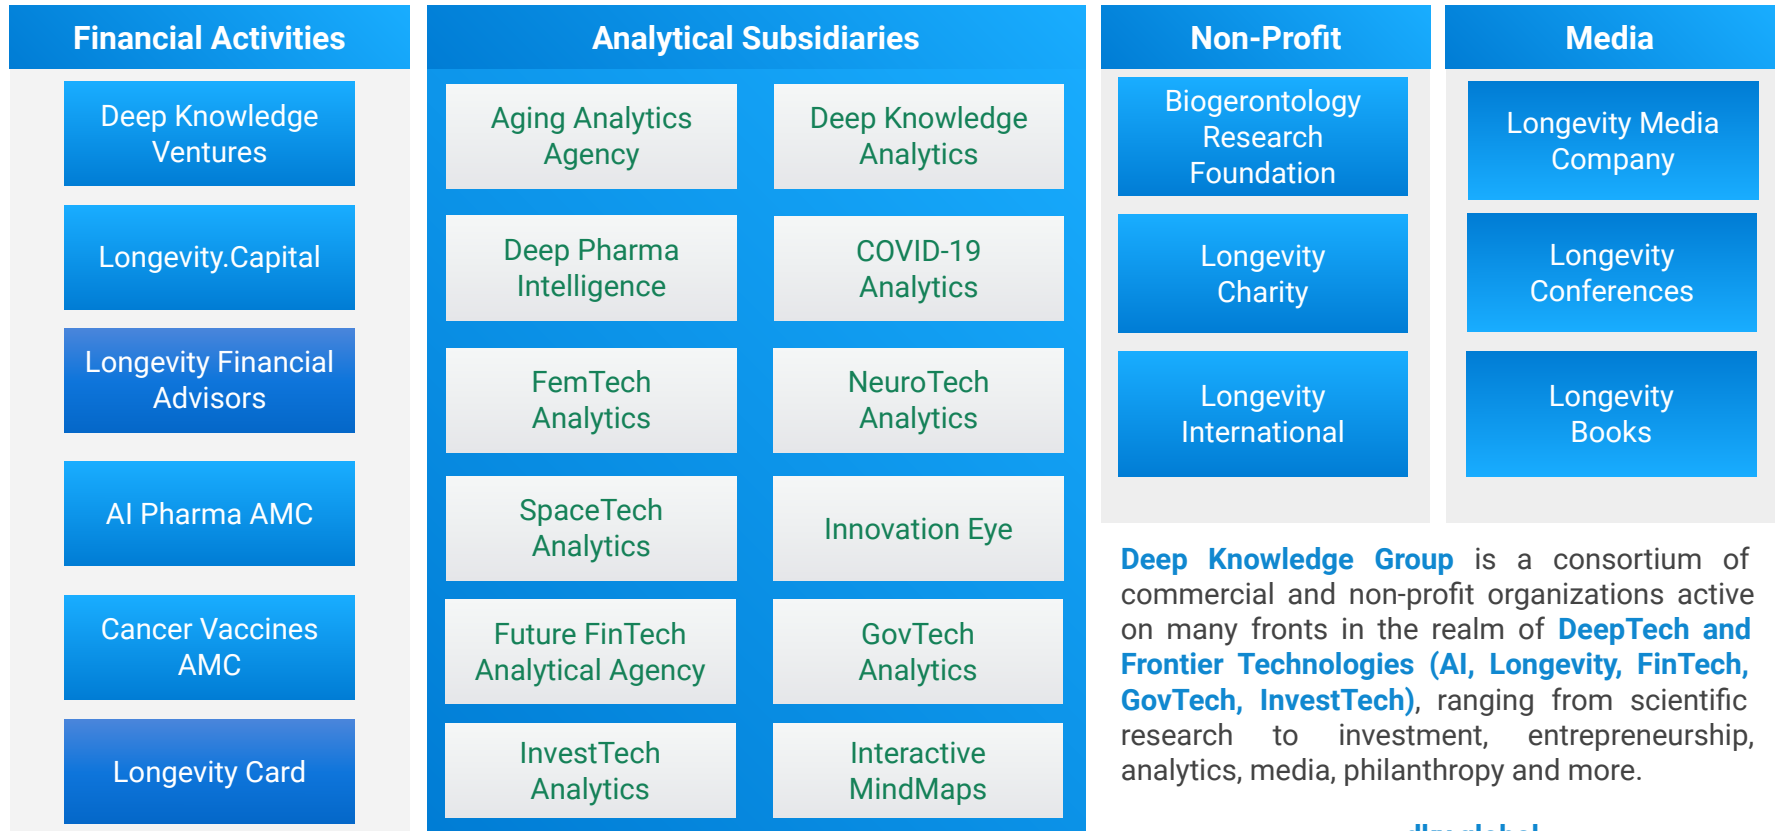 Financial Activities
Deep Knowledge
Ventures
Longevity.Capital
Longevity Financial
Advisors
AI Pharma AMC
Cancer Vaccines
AMC
Longevity Card
Analytical Subsidiaries
Aging Analytics
Agency
Deep Knowledge
Analytics
Deep Pharma
Intelligence
COVID-19
Analytics
FemTech
Analytics
NeuroTech
Analytics
SpaceTech
Analytics
Innovation Eye
Future FinTech
Analytical Agency
GovTech
Analytics
InvestTech
Analytics
Interactive
MindMaps
Non-Profit
Biogerontology
Research
Foundation
Longevity
Charity
Longevity
International
Media
Longevity Media
Company
Longevity
Conferences
Longevity
Books
Deep Knowledge Group is a consortium of
commercial and non-profit organizations active
on many fronts in the realm of DeepTech and
Frontier Technologies (AI, Longevity, FinTech,
GovTech, InvestTech), ranging from scientific
research to investment, entrepreneurship,
analytics, media, philanthropy and more.